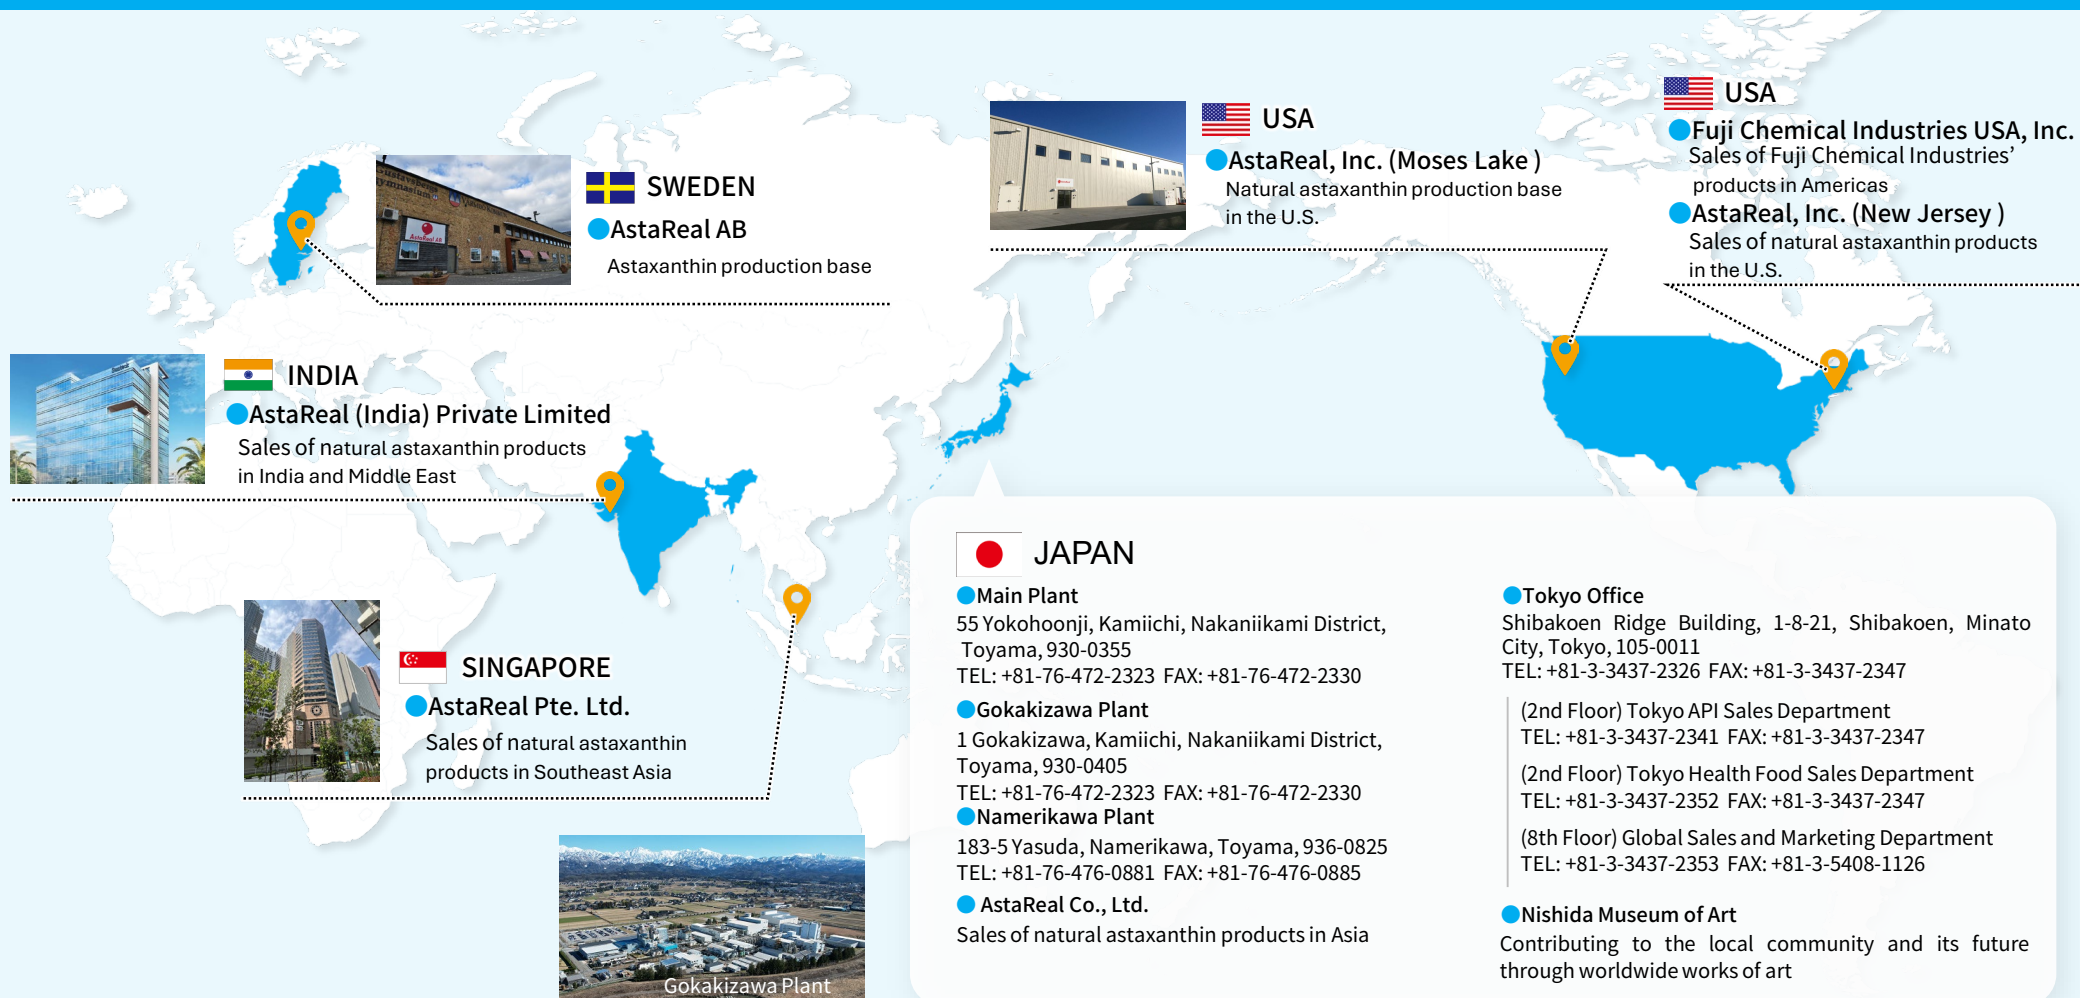 SWEDEN
AstaReal AB
Astaxanthin production base
AstaReal AB
USA
AstaReal, Inc. (Moses Lake )
Natural astaxanthin production base
in the U.S.
USA
Fuji Chemical Industries USA, Inc.
Sales of Fuji Chemical Industries’
products in Americas
AstaReal, Inc. (New Jersey )
Sales of natural astaxanthin products
in the U.S.
INDIA
AstaReal (India) Private Limited
Sales of natural astaxanthin products
in India and Middle East
SINGAPORE
AstaReal Pte. Ltd.
Sales of natural astaxanthin
products in Southeast Asia
Gokakizawa Plant
JAPAN
Main Plant
55 Yokohoonji, Kamiichi, Nakaniikami District,
Toyama, 930-0355
TEL: +81-76-472-2323 FAX: +81-76-472-2330
Gokakizawa Plant
1 Gokakizawa, Kamiichi, Nakaniikami District,
Toyama, 930-0405
TEL: +81-76-472-2323 FAX: +81-76-472-2330
Namerikawa Plant
183-5 Yasuda, Namerikawa, Toyama, 936-0825
TEL: +81-76-476-0881 FAX: +81-76-476-0885
AstaReal Co., Ltd.
Sales of natural astaxanthin products in Asia
Tokyo Office
Shibakoen Ridge Building, 1-8-21, Shibakoen, Minato
City, Tokyo, 105-0011
TEL: +81-3-3437-2326 FAX: +81-3-3437-2347
(2nd Floor) Tokyo API Sales Department
TEL: +81-3-3437-2341 FAX: +81-3-3437-2347
(2nd Floor) Tokyo Health Food Sales Department
TEL: +81-3-3437-2352 FAX: +81-3-3437-2347
(8th Floor) Global Sales and Marketing Department
TEL: +81-3-3437-2353 FAX: +81-3-5408-1126
Nishida Museum of Art
Contributing to the local community and its future
through worldwide works of art